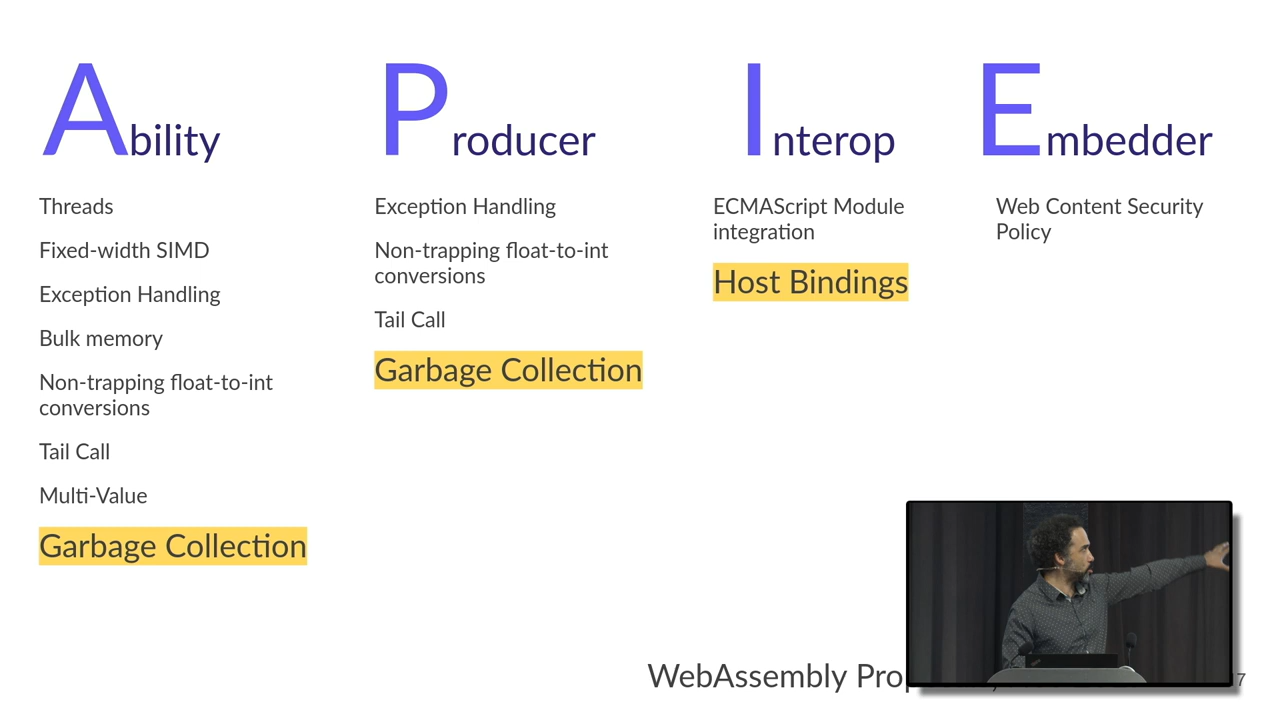 Ability
Producer
Interop
Embedder
Threads
Fixed-width SIMD
Exception Handling
Bulk memory
Non-trapping float-to-int
conversions
Tail Call
Multi-Value
Garbage Collection
Exception Handling
Non-trapping float-to-int
conversions
Tail Call
Garbage Collection
ECMAScript Module
integration
Host Bindings
Web Content Security
Policy
WebAssembly